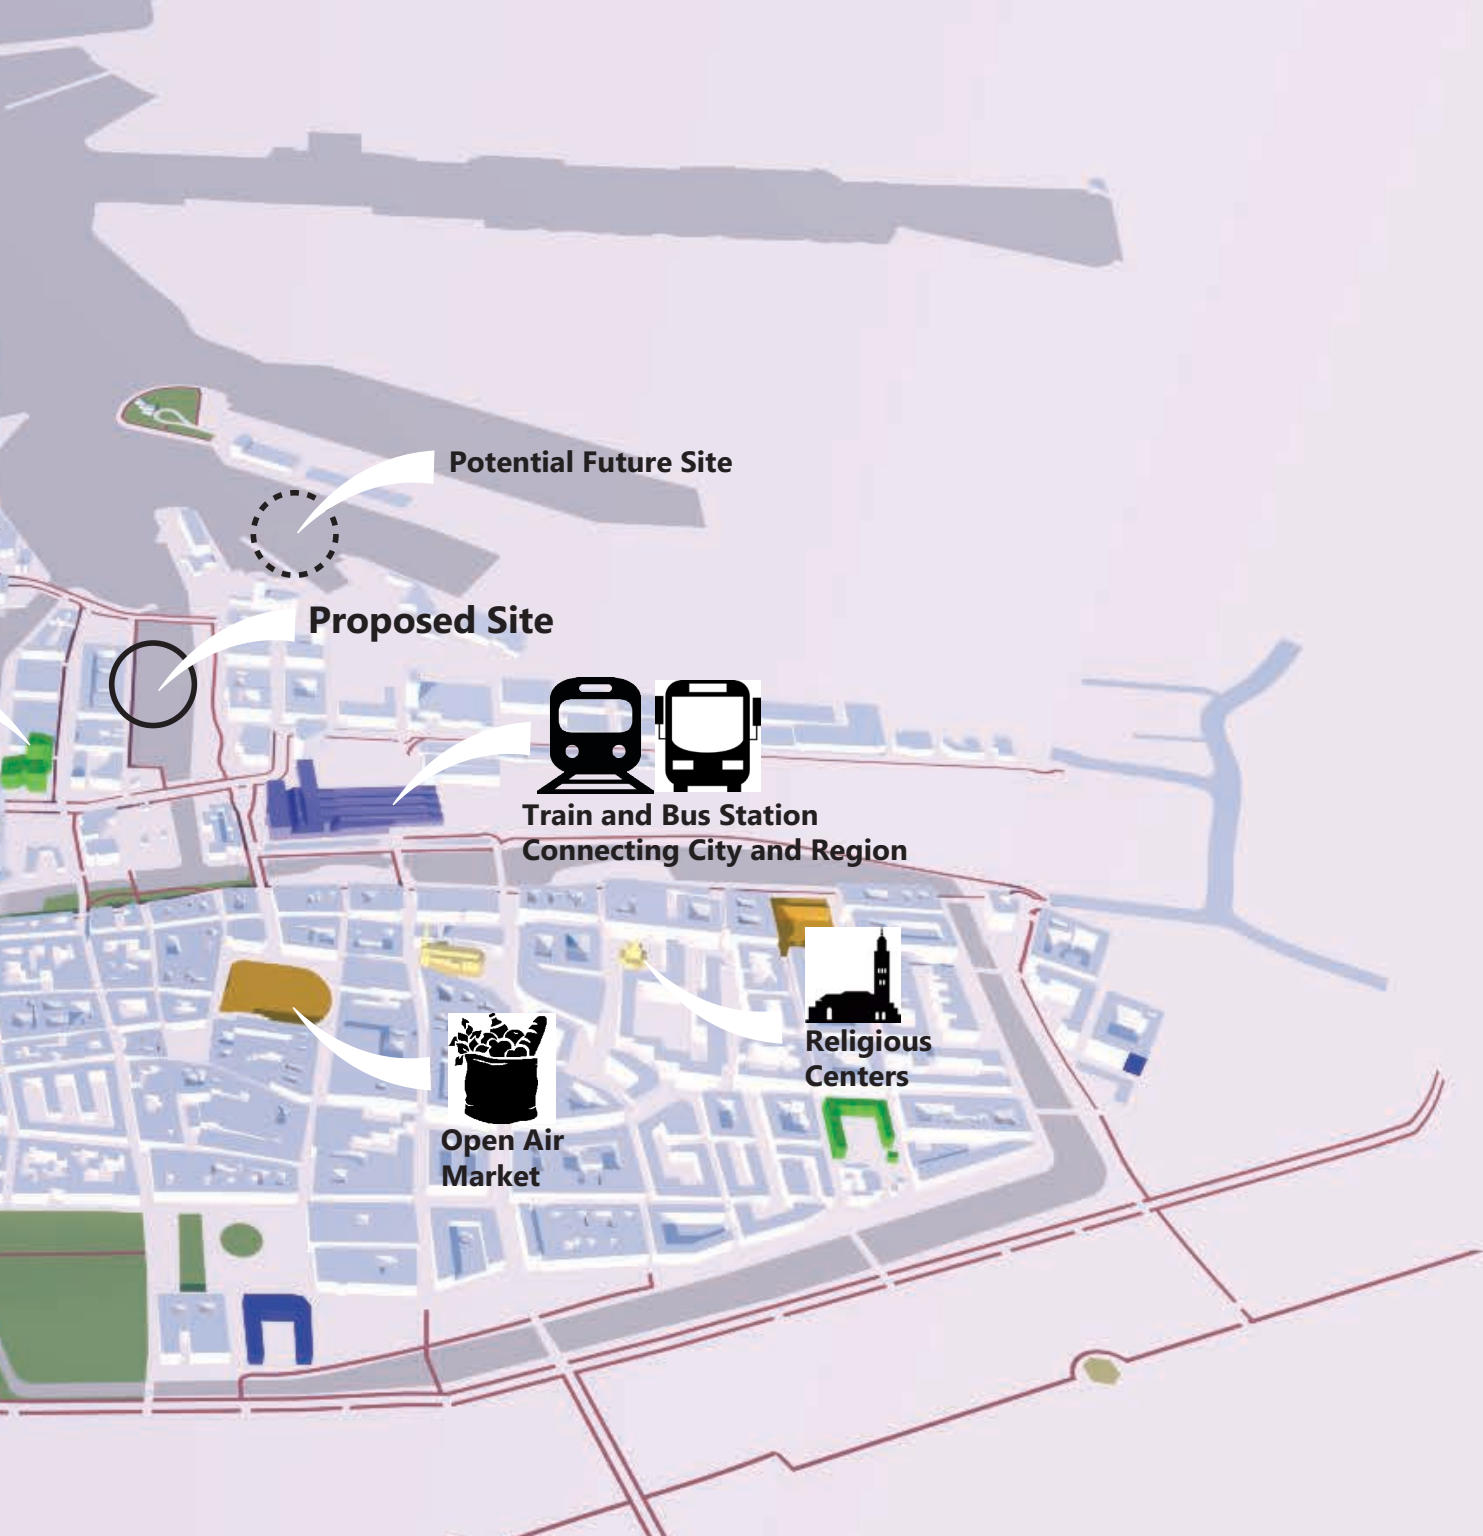 Potential Future Site
Proposed Site
Train and Bus Station
Connecting City and Region
Religious
Centers
Open Air
Market